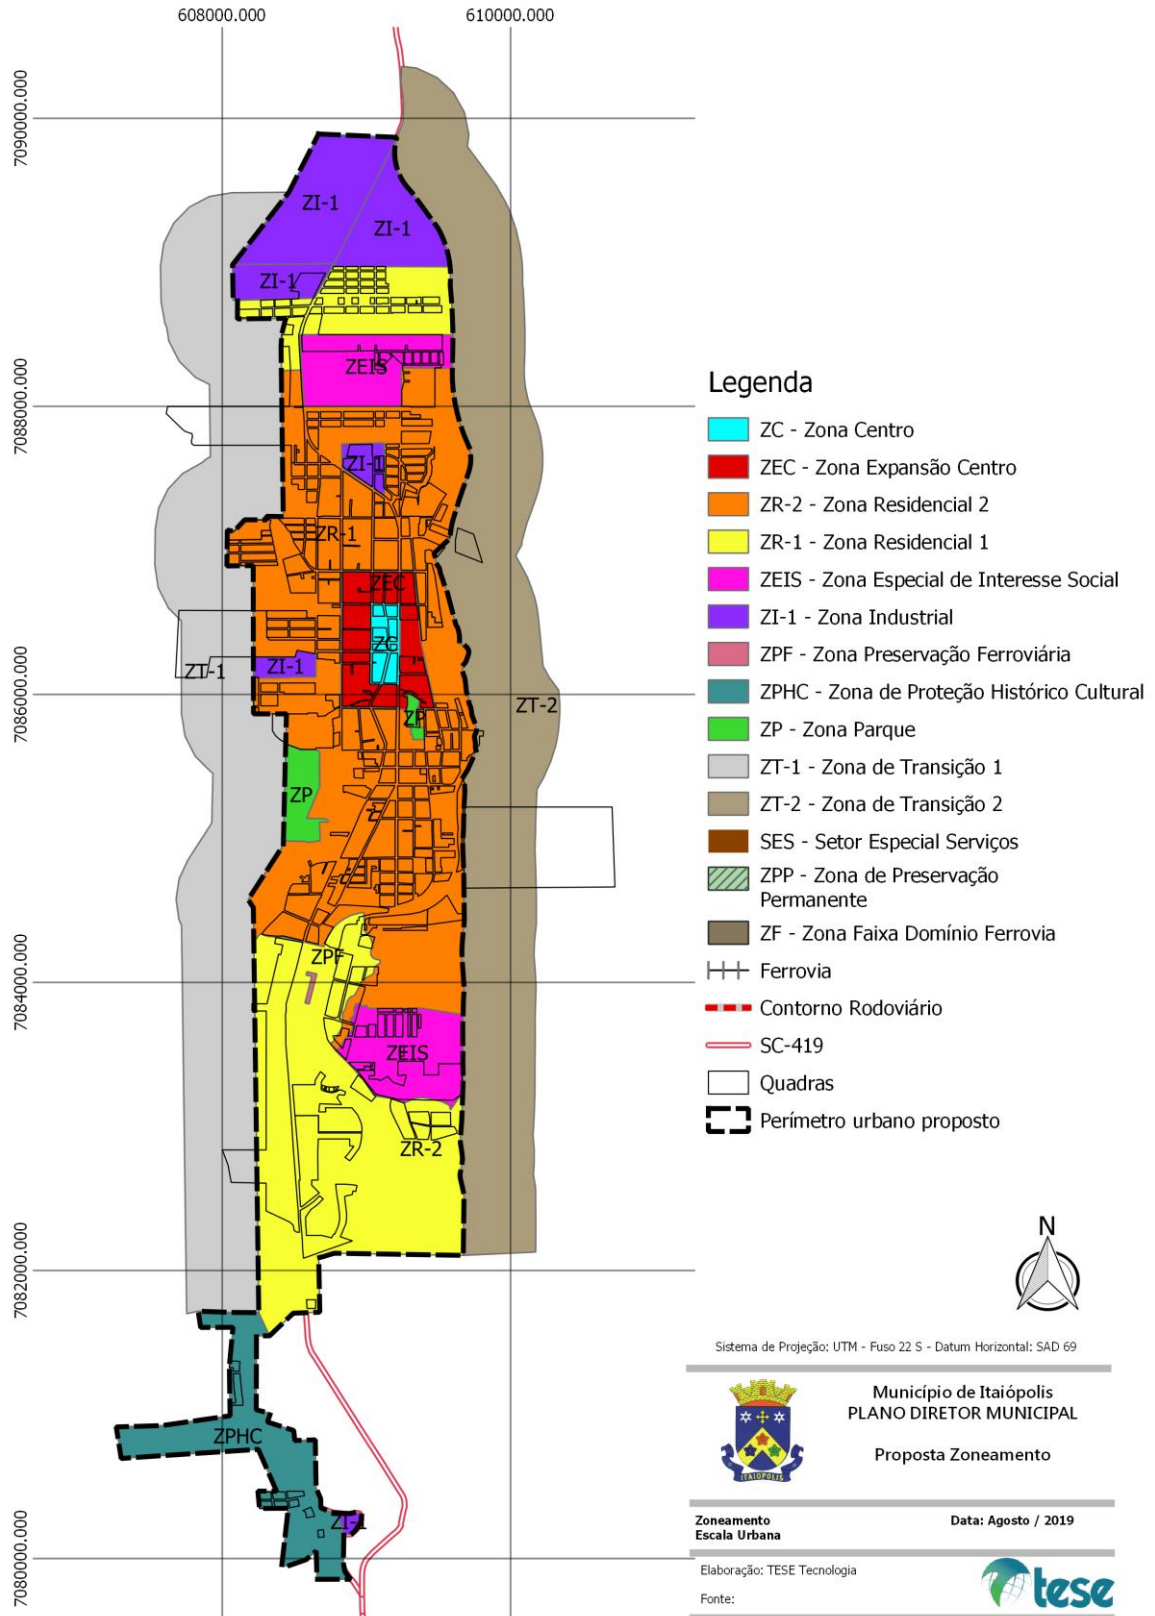 608000.000
610000.000
7090000.000
7088000.000
7086000.000
7084000.000
7082000.000
7080000.000
ZI-1
ZI-1
ZI-1
ZEIS
ZI-1
ZR-1
ZEC
ZC
ZT-1
ZI-1
ZT-2
ZP
ZP
ZPF
ZEIS
ZR-2
ZPHC
ZI-1
Legenda
ZC - Zona Centro
ZEC - Zona Expansão Centro
ZR-2 - Zona Residencial 2
ZR-1 - Zona Residencial 1
ZEIS - Zona Especial de Interesse Social
ZI-1 - Zona Industrial
ZPF - Zona Preservação Ferroviária
ZPHC - Zona de Proteção Histórico Cultural
ZP - Zona Parque
ZT-1 - Zona de Transição 1
ZT-2 - Zona de Transição 2
SES - Setor Especial Serviços
ZPP - Zona de Preservação
Permanente
ZF - Zona Faixa Domínio Ferrovia
Ferrovia
Contorno Rodoviário
SC-419
Quadras
Perímetro urbano proposto
N
Sistema de Projeção: UTM - Fuso 22 S - Datum Horizontal: SAD 69
Município de Itaiópolis
PLANO DIRETOR MUNICIPAL
Proposta Zoneamento
ITAIÓPOLIS
Zoneamento
Escala Urbana
Data: Agosto / 2019
Elaboração: TESE Tecnologia
Fonte:
tese